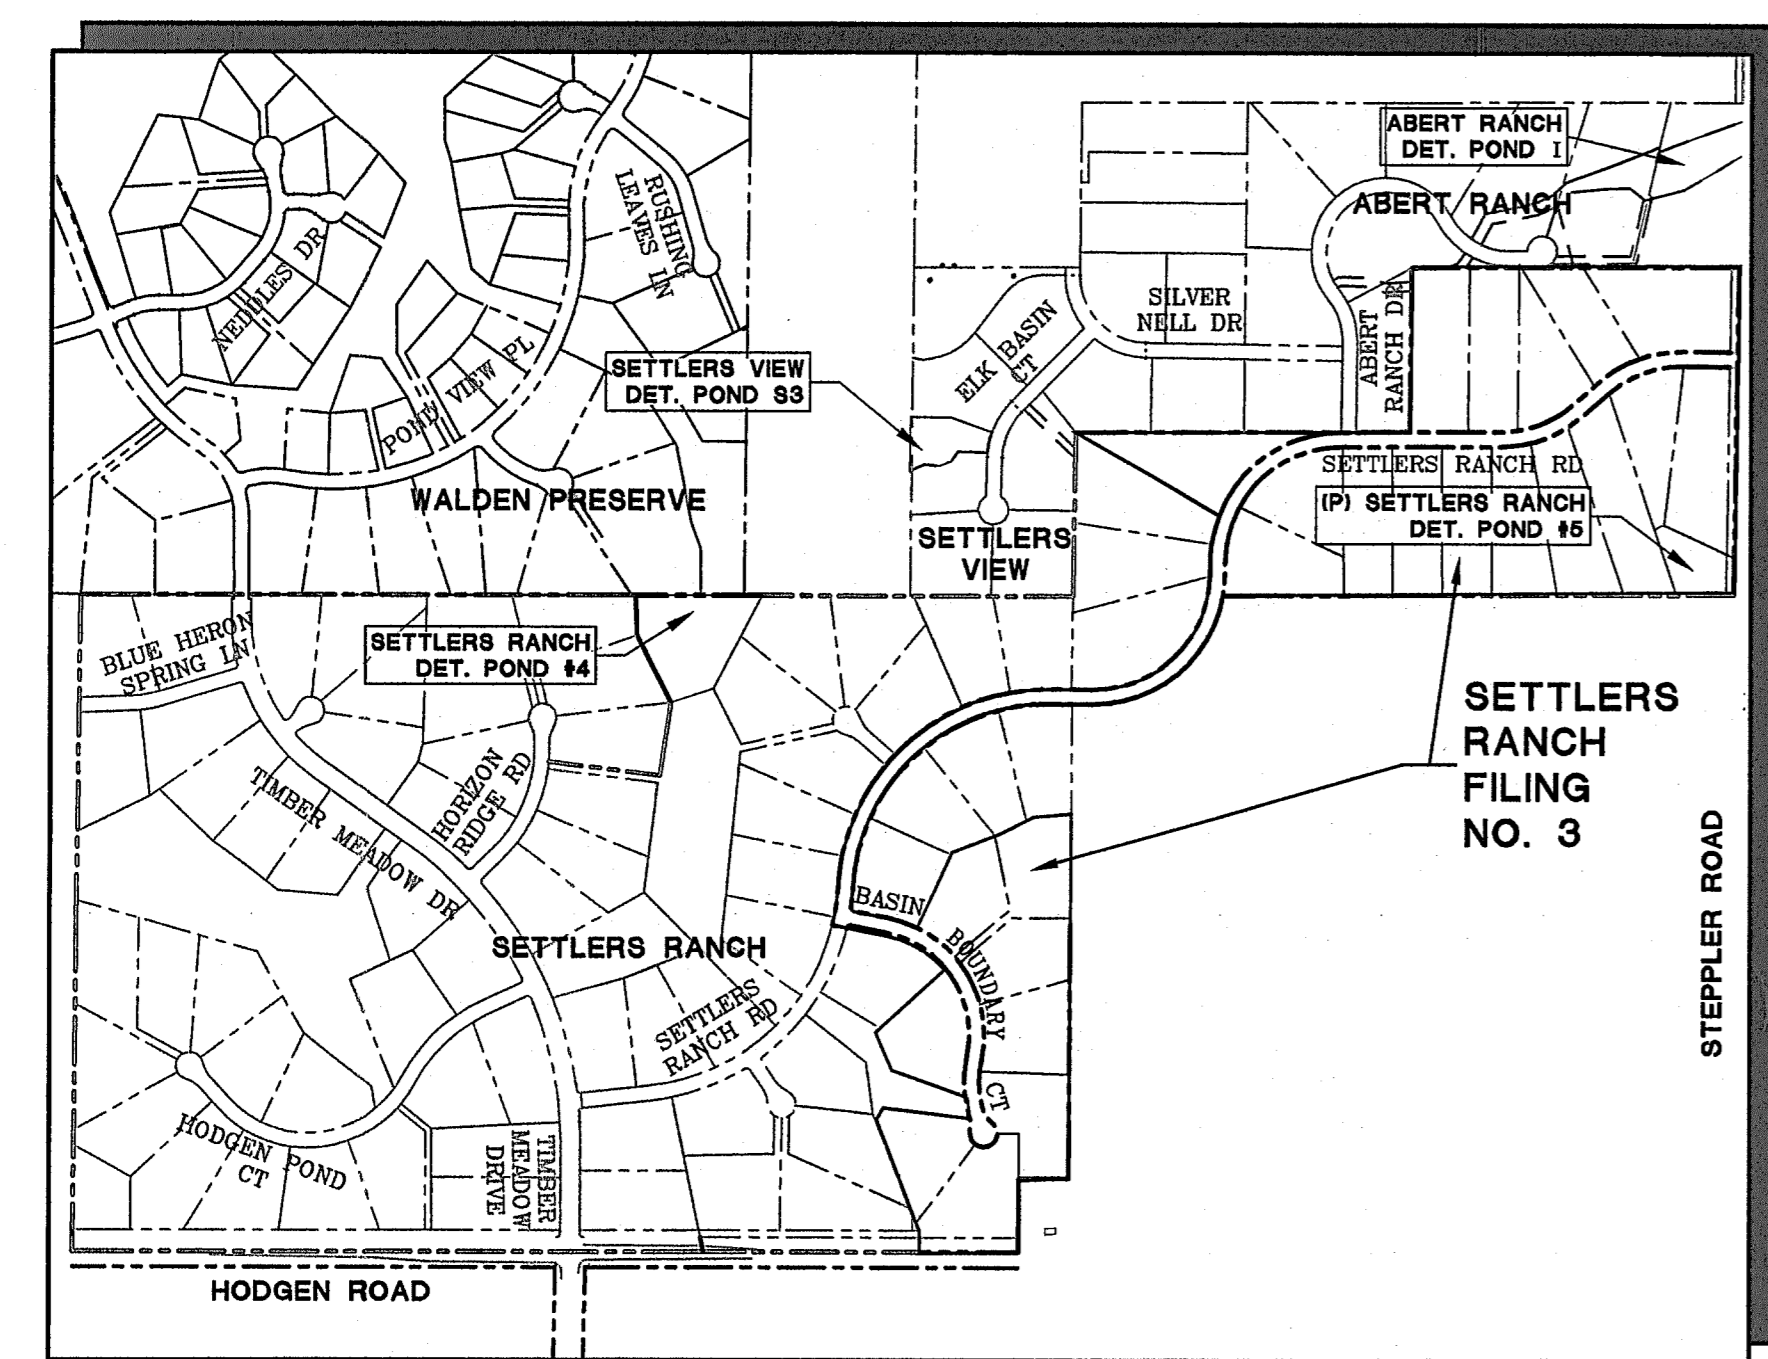 ABERT RANCH
DET. POND I
ABERT RANCH
RUSHING
LEAVES LN
NEDDLES DR
SILVER
NELL DR
ELK BASIN
CT
ABERT
RANCH DR
POND VIEW PL
SETTLERS VIEW
DET. POND S3
SETTLERS RANCH RD
WALDEN PRESERVE
(P) SETTLERS RANCH
DET. POND #5
SETTLERS
VIEW
BLUE HERON
SPRING LN
SETTLERS RANCH
DET. POND #4
SETTLERS
RANCH
FILING
NO. 3
HORIZON
RIDGE RD
TIMBER MEADOW DR
STEPPLER ROAD
BASIN
BOUNDARY
CT
SETTLERS RANCH
SETTLERS
RANCH RD
HODGEN POND
CT
TIMBER
MEADOW
DRIVE
HODGEN ROAD